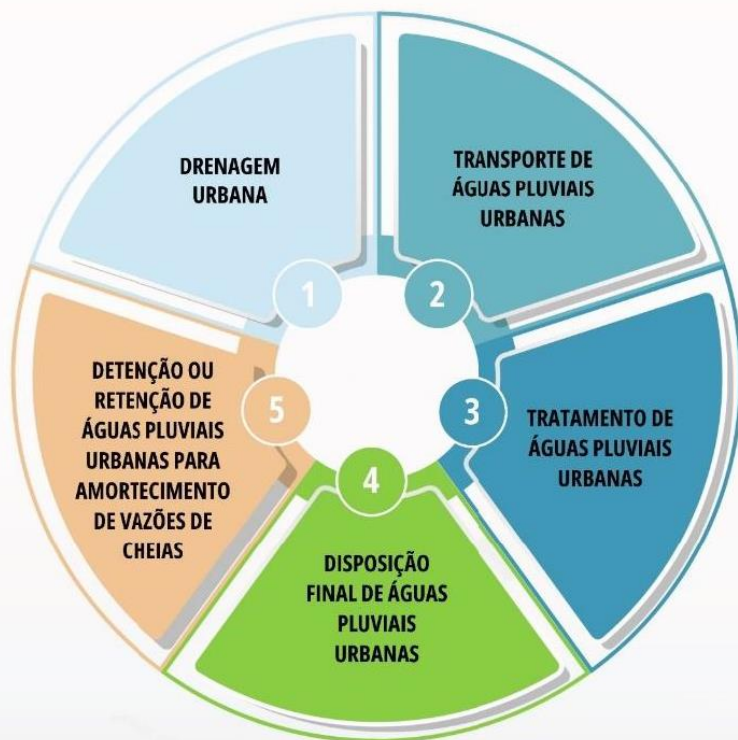 DRENAGEM
URBANA
1
TRANSPORTE DE
ÁGUAS PLUVIAIS
URBANAS
2
TRATAMENTO DE
ÁGUAS PLUVIAIS
URBANAS
3
DISPOSIÇÃO
FINAL DE ÁGUAS
PLUVIAIS
URBANAS
4
DETENÇÃO OU
RETENÇÃO DE
ÁGUAS PLUVIAIS
URBANAS PARA
AMORTECIMENTO
DE VAZÕES DE
CHEIAS
5